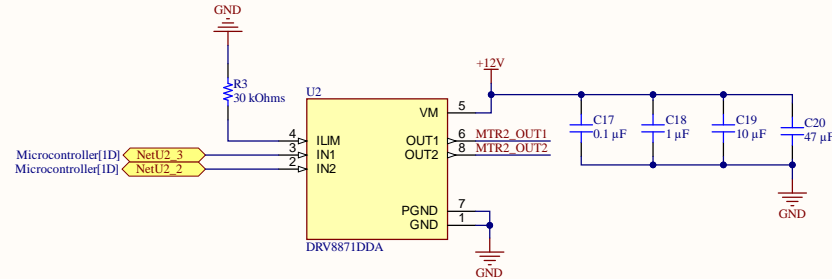 GND
+12V
R3
30 kOhms
U2
VM
5
C17
0.1 µF
C18
1 µF
C19
10 µF
C20
47 µF
4
ILIM
OUT1
6
MTR2_OUT1
Microcontroller[1D]
NetU2_3
3
IN1
OUT2
8
MTR2_OUT2
Microcontroller[1D]
NetU2_2
2
IN2
PGND
7
GND
1
GND
DRV8871DDA
GND